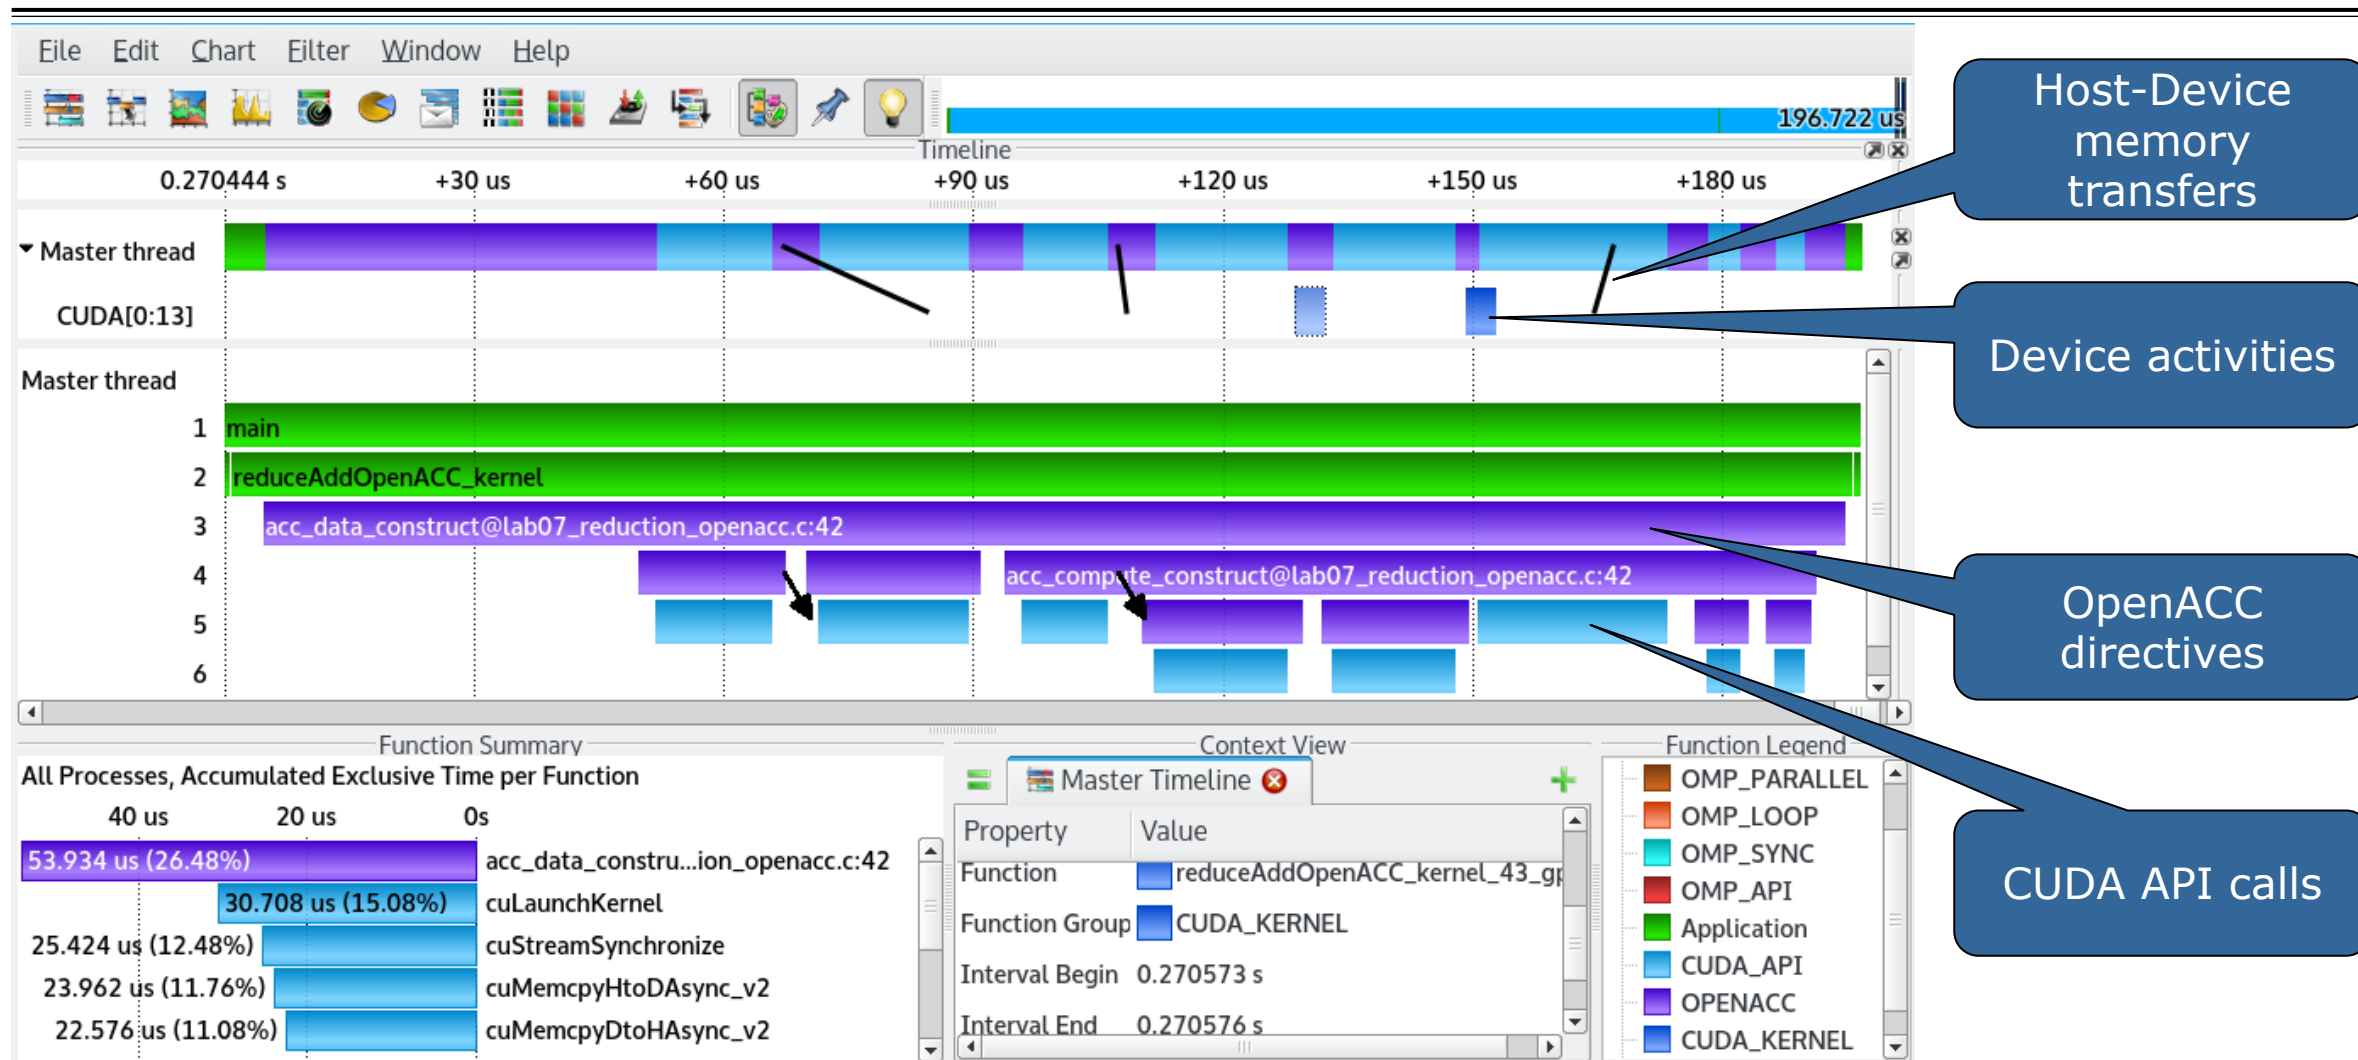 File Edit Chart Filter Window Help
196.722 us
Timeline
0.270444 s +30 us +60 us +90 us +120 us +150 us +180 us
Master thread
CUDA[0:13]
Master thread
1 main
2 reduceAddOpenACC_kernel
3 acc_data_construct@lab07_reduction_openacc.c:42
4 acc_compute_construct@lab07_reduction_openacc.c:42
5
6
Host-Device
memory
transfers
Device activities
OpenACC
directives
CUDA API calls
Function Summary
All Processes, Accumulated Exclusive Time per Function
40 us 20 us 0s
53.934 us (26.48%) acc_data_constru...ion_openacc.c:42
30.708 us (15.08%) cuLaunchKernel
25.424 us (12.48%) cuStreamSynchronize
23.962 us (11.76%) cuMemcpyHtoDAsync_v2
22.576 us (11.08%) cuMemcpyDtoHAsync_v2
Context View
Master Timeline
Property Value
Function reduceAddOpenACC_kernel_43_gp
Function Group CUDA_KERNEL
Interval Begin 0.270573 s
Interval End 0.270576 s
Function Legend
OMP_PARALLEL
OMP_LOOP
OMP_SYNC
OMP_API
Application
CUDA_API
OPENACC
CUDA_KERNEL